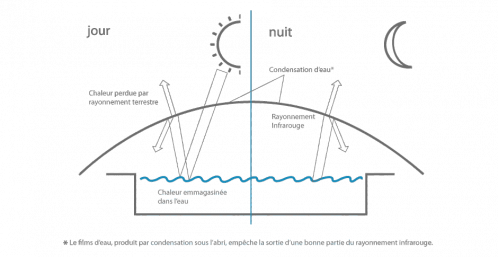 jour
nuit
Condensation d'eau*
Chaleur perdue par
rayonnement terrestre
Rayonnement
Infrarouge
Chaleur emmagasinée
dans l'eau
* Le films d'eau, produit par condensation sous l'abri, empêche la sortie d'une bonne partie du rayonnement infrarouge.